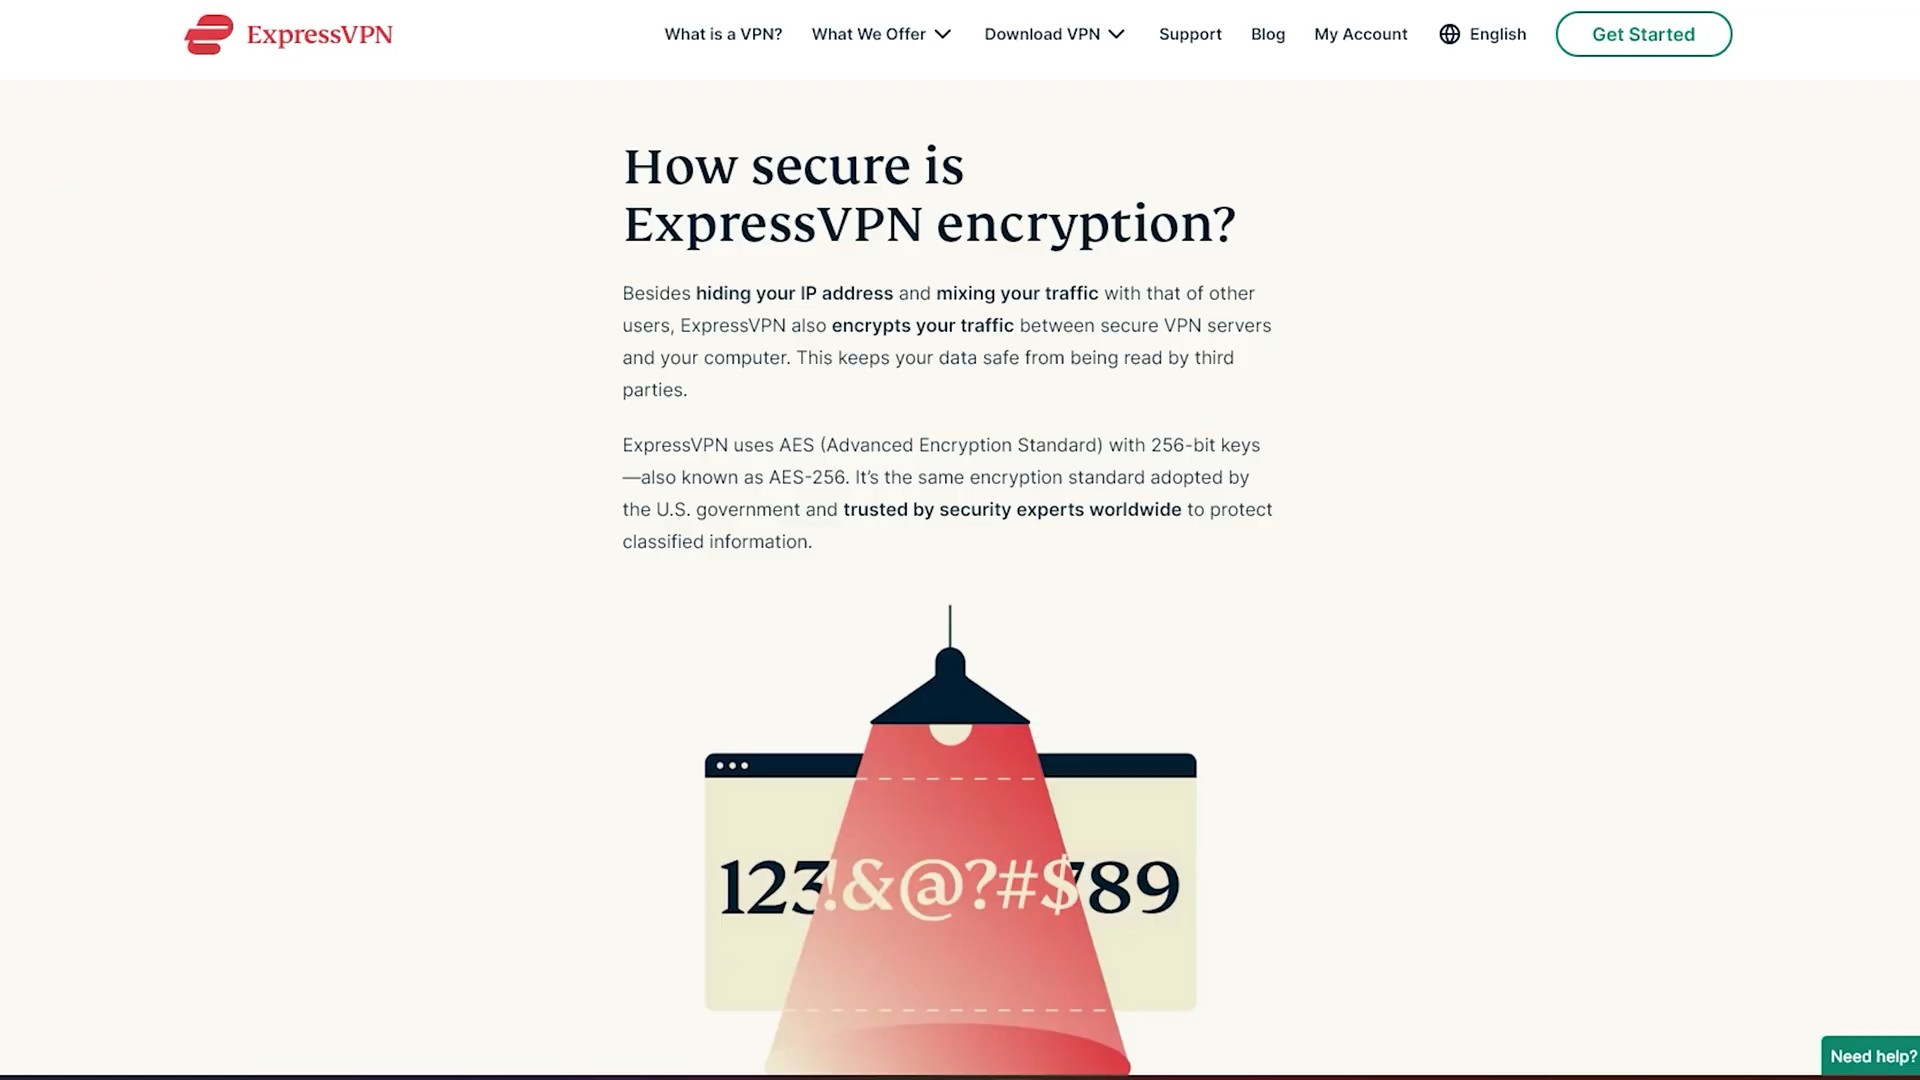 ExpressVPN
What is a VPN? What We Offer Download VPN Support Blog My Account English Get Started
How secure is
ExpressVPN encryption?
Besides hiding your IP address and mixing your traffic with that of other
users, ExpressVPN also encrypts your traffic between secure VPN servers
and your computer. This keeps your data safe from being read by third
parties.
ExpressVPN uses AES (Advanced Encryption Standard) with 256-bit keys
—also known as AES-256. It’s the same encryption standard adopted by
the U.S. government and trusted by security experts worldwide to protect
classified information.
123!&@?#$789
Need help?